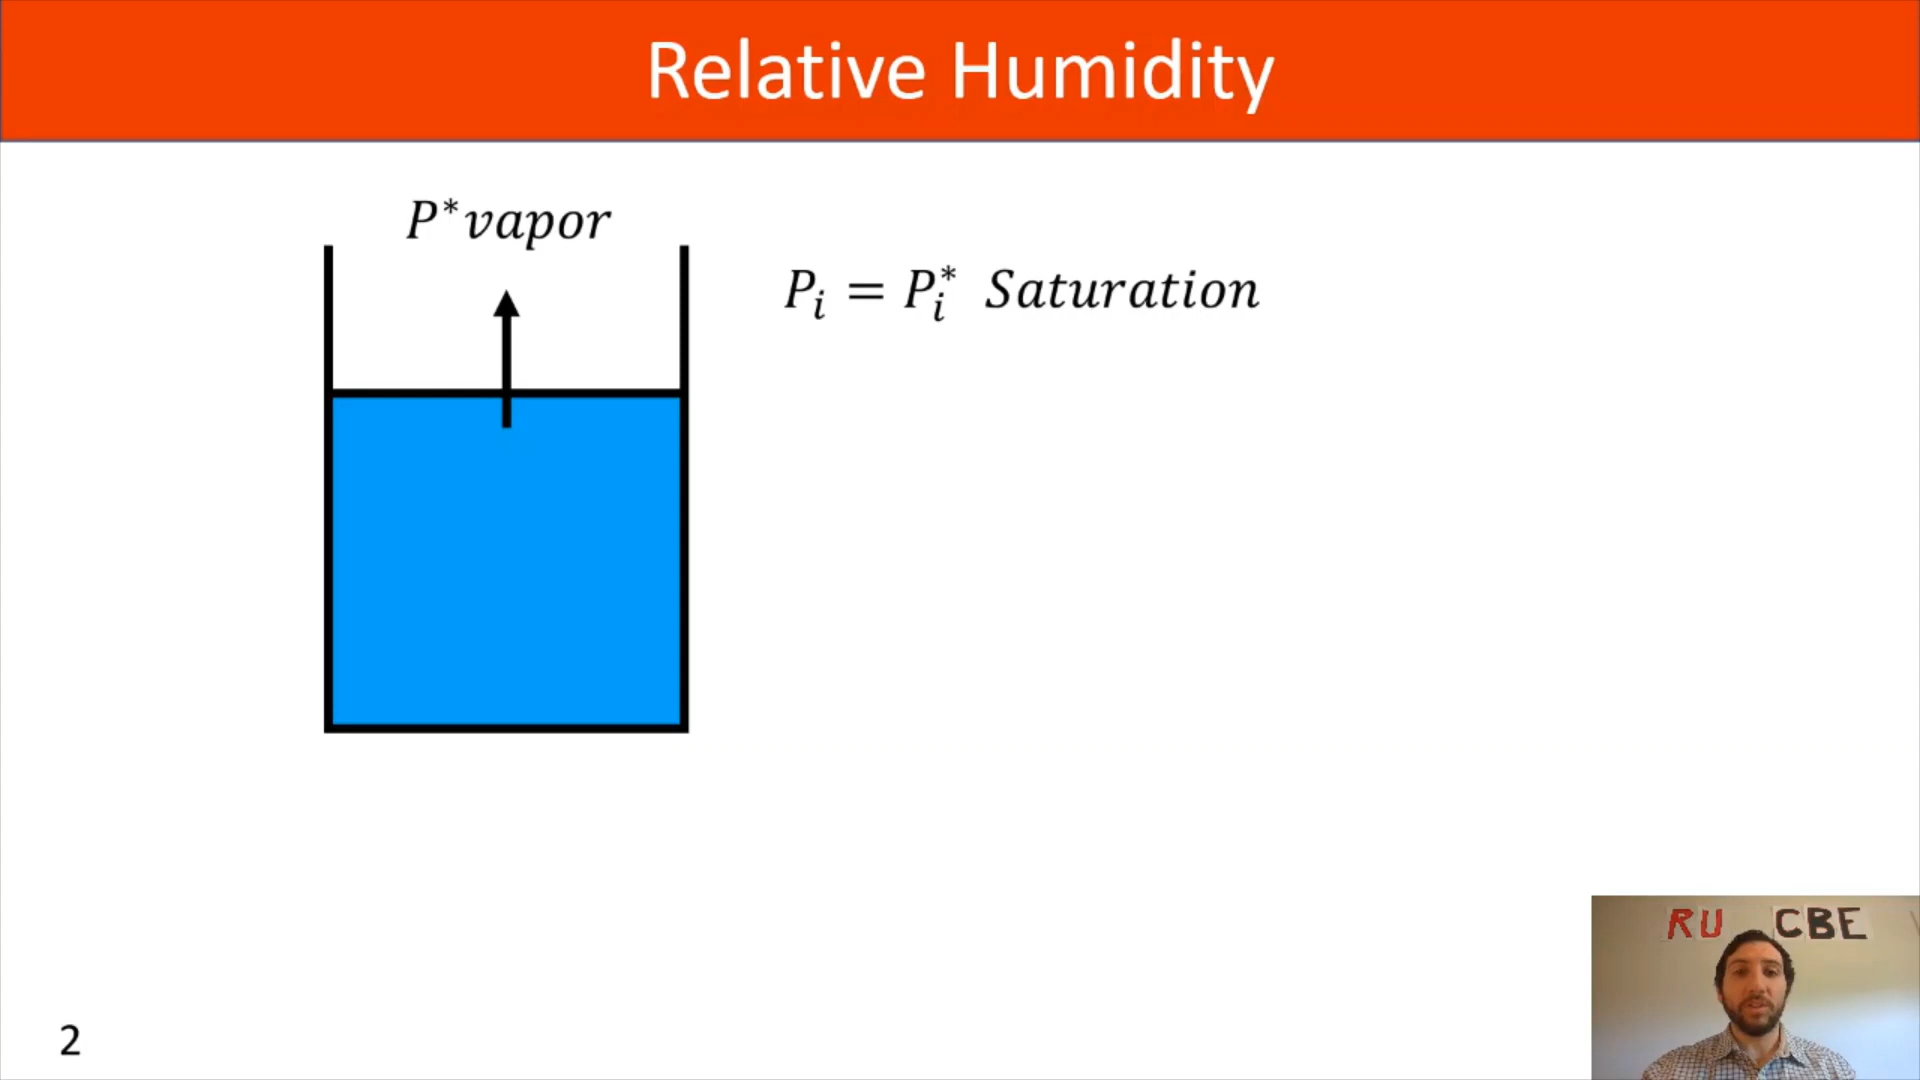 Relative Humidity
P*vapor
P_i = P_i^* Saturation
RU CBE
2